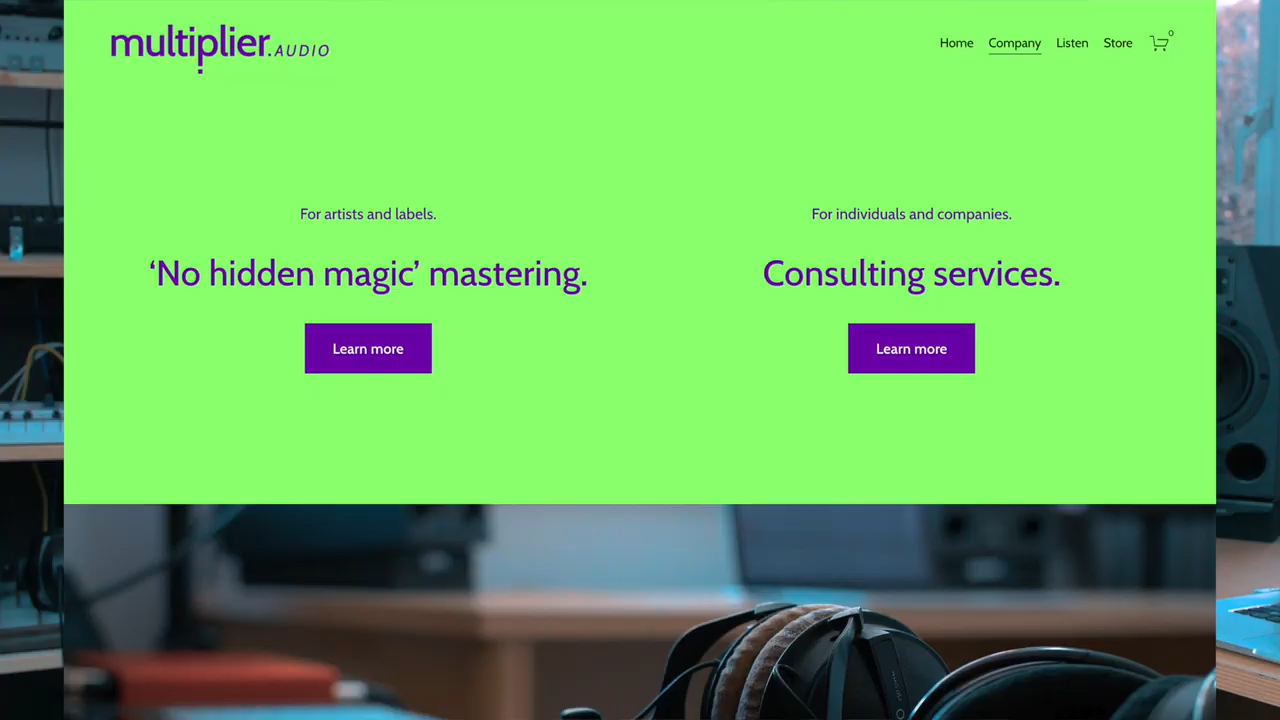 multiplier.AUDIO
Home Company Listen Store 0
For artists and labels.
‘No hidden magic’ mastering.
Learn more
For individuals and companies.
Consulting services.
Learn more